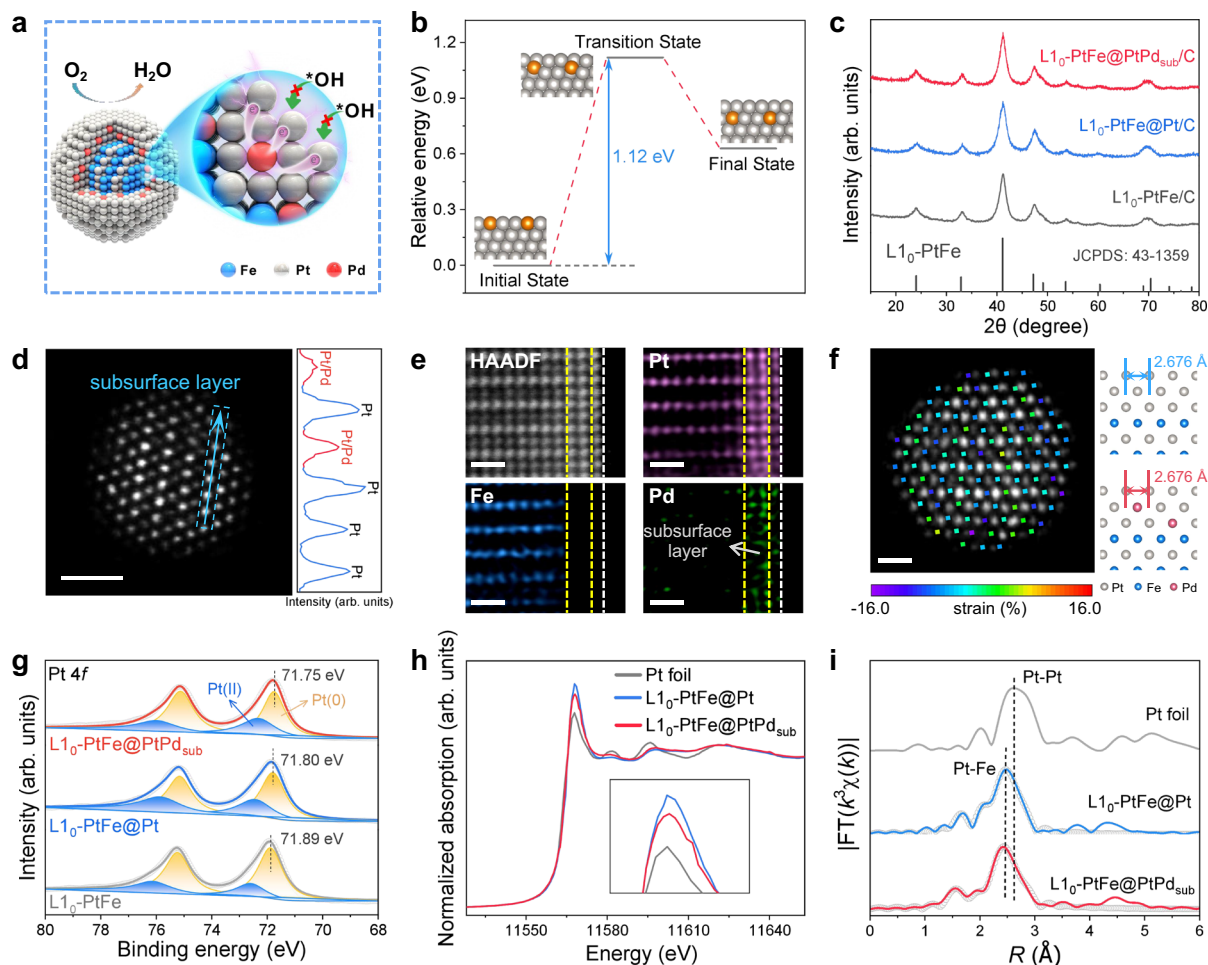 a
O₂
H₂O
*OH
*OH
Fe
Pt
Pd
b
Relative energy (eV)
1.2
0.9
0.6
0.3
0.0
Transition State
1.12 eV
Final State
Initial State
c
Intensity (arb. units)
L1₀-PtFe@PtPd_sub/C
L1₀-PtFe@Pt/C
L1₀-PtFe/C
L1₀-PtFe
JCPDS: 43-1359
20 30 40 50 60 70 80
2θ (degree)
d
subsurface layer
Pt/Pd
Pt
Pt/Pd
Pt
Pt
Pt
Intensity (arb. units)
e
HAADF
Pt
Fe
Pd
subsurface
layer
f
2.676 Å
2.676 Å
-16.0
strain (%)
16.0
Pt
Fe
Pd
g
Intensity (arb. units)
Pt 4f
71.75 eV
Pt(II)
Pt(0)
L1₀-PtFe@PtPd_sub
71.80 eV
L1₀-PtFe@Pt
71.89 eV
L1₀-PtFe
80 78 76 74 72 70 68
Binding energy (eV)
h
Normalized absorption (arb. units)
Pt foil
L1₀-PtFe@Pt
L1₀-PtFe@PtPd_sub
11560 11580 11600 11620 11640
Energy (eV)
i
|FT(k³χ(k))|
Pt-Pt
Pt foil
Pt-Fe
L1₀-PtFe@Pt
L1₀-PtFe@PtPd_sub
0 1 2 3 4 5 6
R (Å)